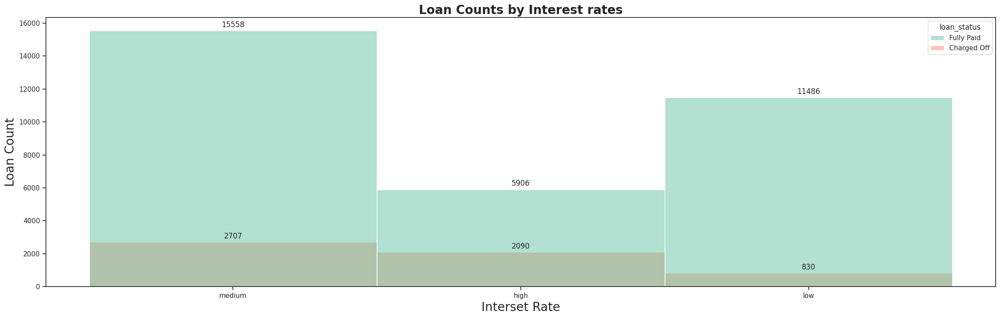 Loan Counts by Interest rates
loan_status
Fully Paid
Charged Off
Loan Count
16000
14000
12000
10000
8000
6000
4000
2000
0
15558
2707
5906
2090
11486
830
medium
high
low
Interset Rate